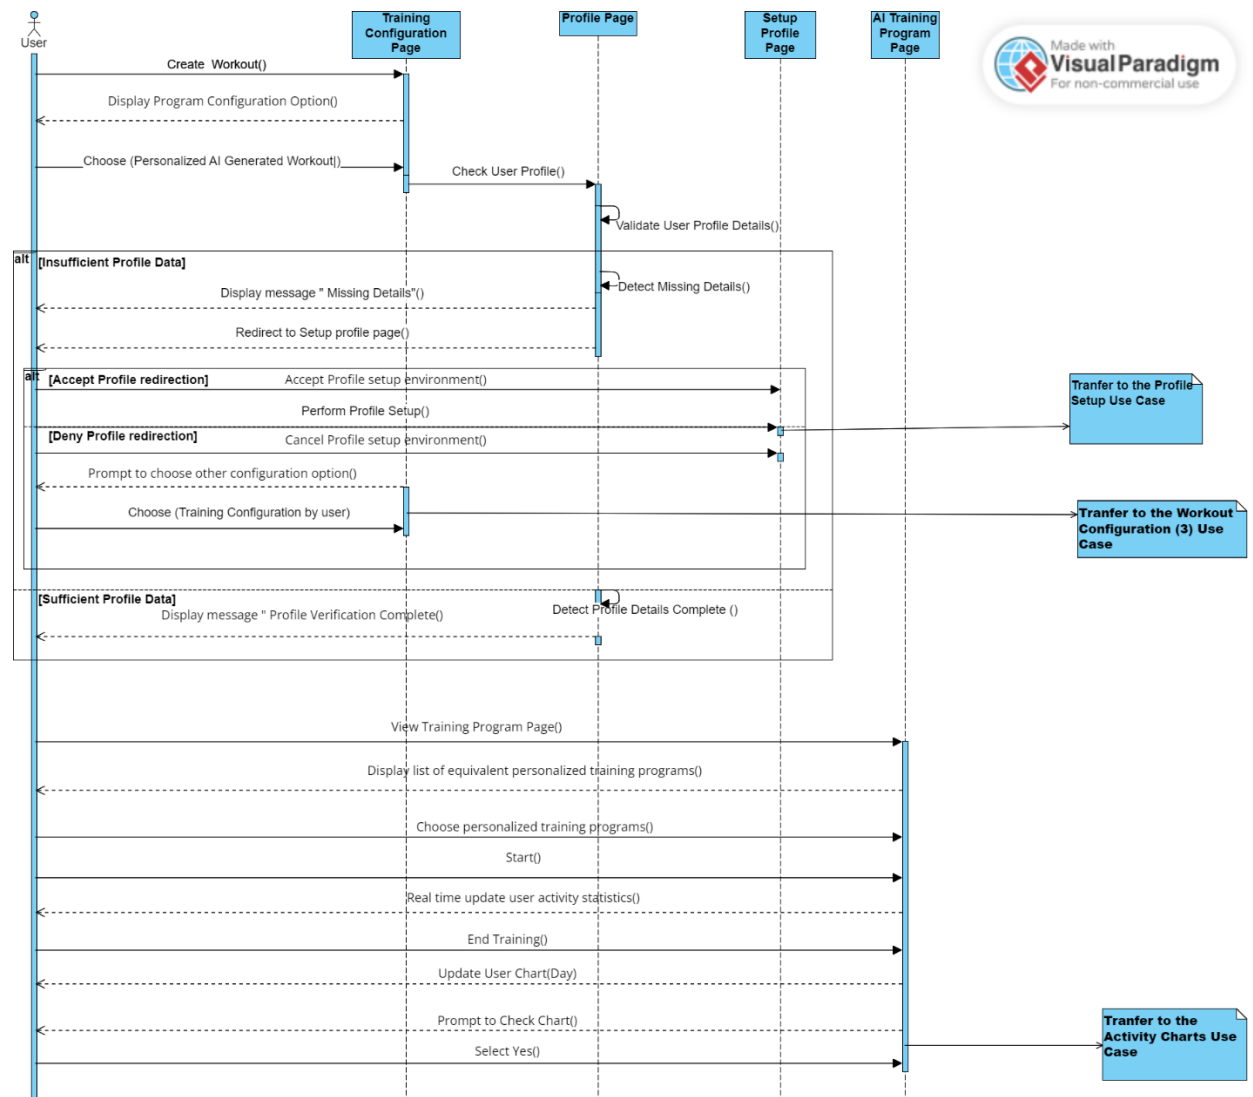 User
Training
Configuration
Page
Profile Page
Setup
Profile
Page
AI Training
Program
Page
Made with
Visual Paradigm
For non-commercial use
Create Workout()
Display Program Configuration Option()
Choose (Personalized AI Generated Workout()
Check User Profile()
Validate User Profile Details()
alt
[Insufficient Profile Data]
Detect Missing Details()
Display message " Missing Details"()
Redirect to Setup profile page()
alt
[Accept Profile redirection]
Accept Profile setup environment()
Tranfer to the Profile
Setup Use Case
Perform Profile Setup()
[Deny Profile redirection]
Cancel Profile setup environment()
Prompt to choose other configuration option()
Choose (Training Configuration by user)
Tranfer to the Workout
Configuration (3) Use
Case
[Sufficient Profile Data]
Detect Profile Details Complete ()
Display message " Profile Verification Complete()
View Training Program Page()
Display list of equivalent personalized training programs()
Choose personalized training programs()
Start()
Real time update user activity statistics()
End Training()
Update User Chart(Day)
Prompt to Check Chart()
Tranfer to the
Activity Charts Use
Case
Select Yes()